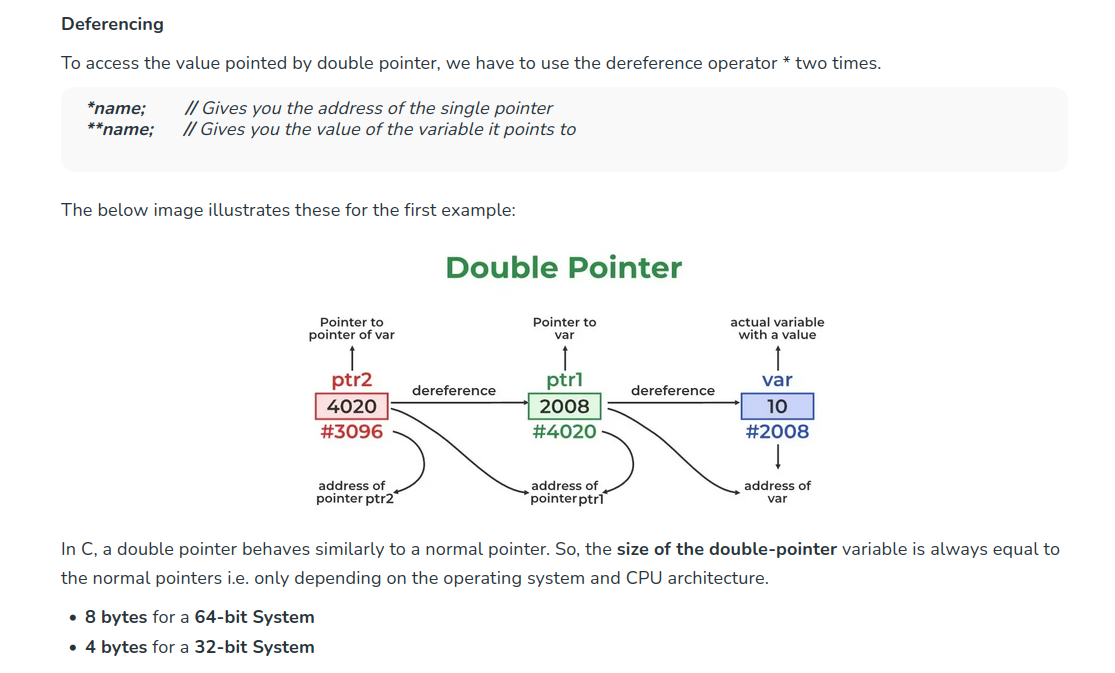 Deferencing
To access the value pointed by double pointer, we have to use the dereference operator * two times.
*name; // Gives you the address of the single pointer
**name; // Gives you the value of the variable it points to
The below image illustrates these for the first example:
Double Pointer
Pointer to
pointer of var
Pointer to
var
actual variable
with a value
ptr2
ptr1
var
dereference
dereference
4020
2008
10
#3096
#4020
#2008
address of
pointer ptr2
address of
pointer ptr1
address of
var
In C, a double pointer behaves similarly to a normal pointer. So, the size of the double-pointer variable is always equal to
the normal pointers i.e. only depending on the operating system and CPU architecture.
• 8 bytes for a 64-bit System
• 4 bytes for a 32-bit System